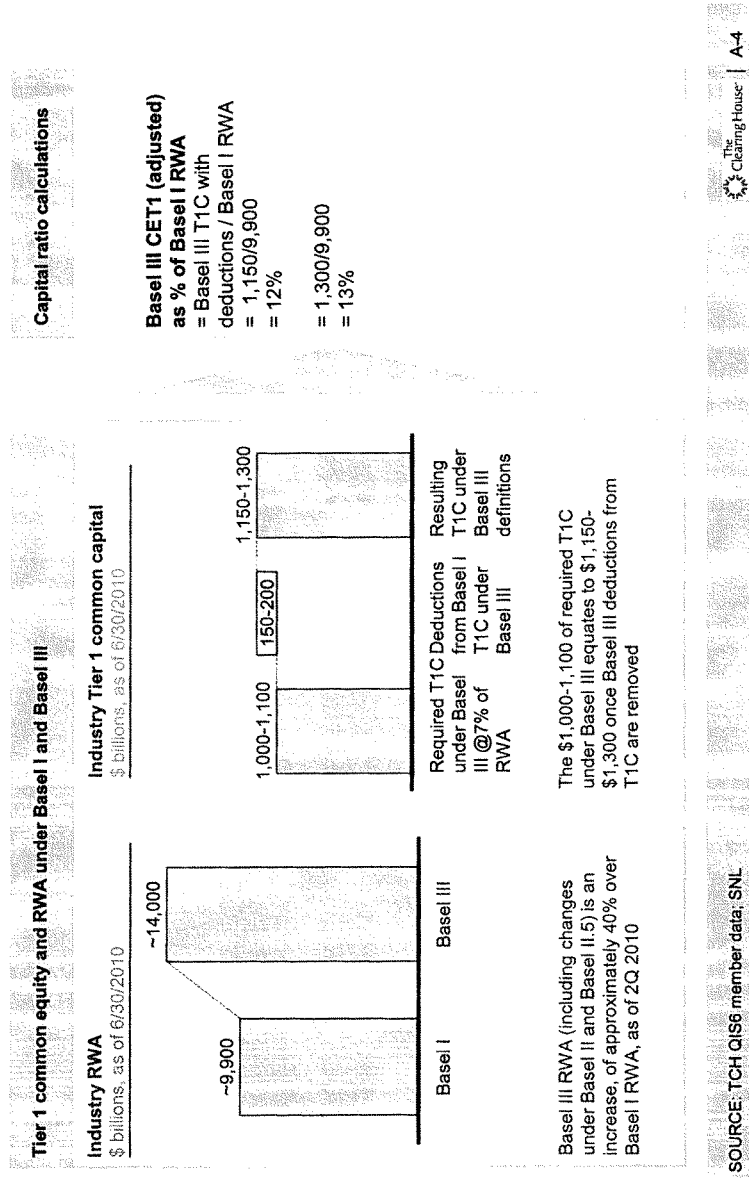 Tier 1 common equity and RWA under Basel I and Basel III
Industry RWA
$ billions, as of 6/30/2010
~9,900
~14,000
Basel I
Basel III
Basel III RWA (including changes
under Basel II and Basel II.5) is an
increase, of approximately 40% over
Basel I RWA, as of 2Q 2010
Industry Tier 1 common capital
$ billions, as of 6/30/2010
1,000-1,100
150-200
1,150-1,300
Required T1C
under Basel
III @7% of
RWA
Deductions
from Basel I
T1C under
Basel III
Resulting
T1C under
Basel III
definitions
The $1,000-1,100 of required T1C
under Basel III equates to $1,150-
$1,300 once Basel III deductions from
T1C are removed
Capital ratio calculations
Basel III CET1 (adjusted)
as % of Basel I RWA
= Basel III T1C with
deductions / Basel I RWA
= 1,150/9,900
= 12%
= 1,300/9,900
= 13%
SOURCE: TCH QIS6 member data; SNL
The
Clearing House
A-4